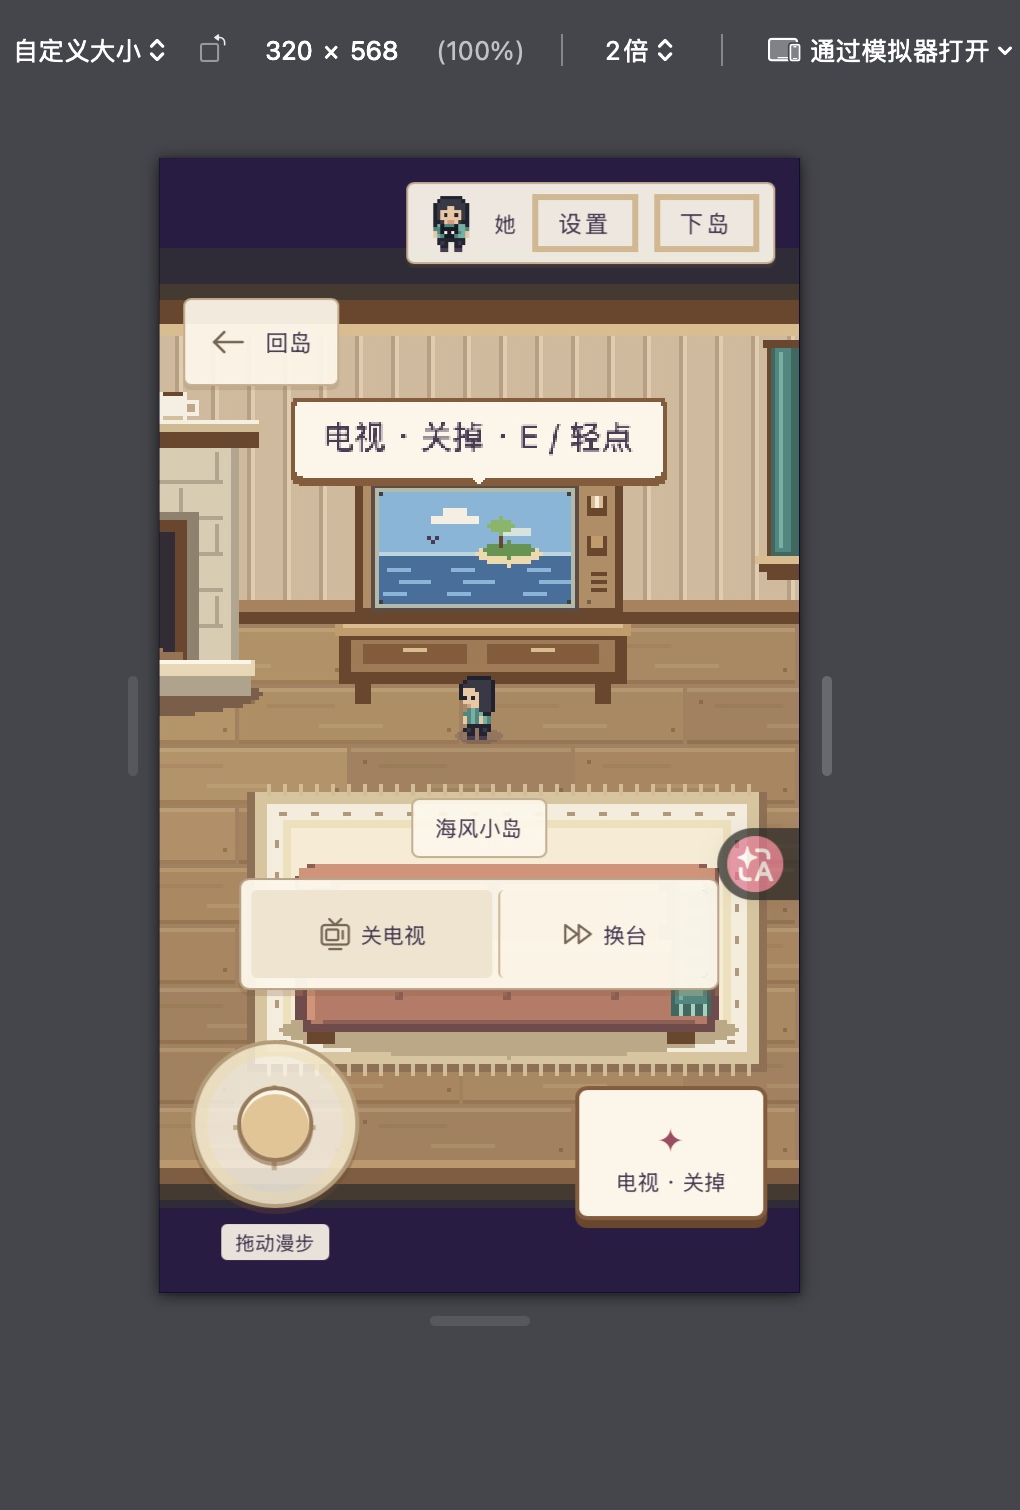 自定义大小 320 × 568 (100%) 2倍 通过模拟器打开
她 设置 下岛
回岛
电视 · 关掉 · E / 轻点
海风小岛
关电视 换台
A
电视 · 关掉
拖动漫步